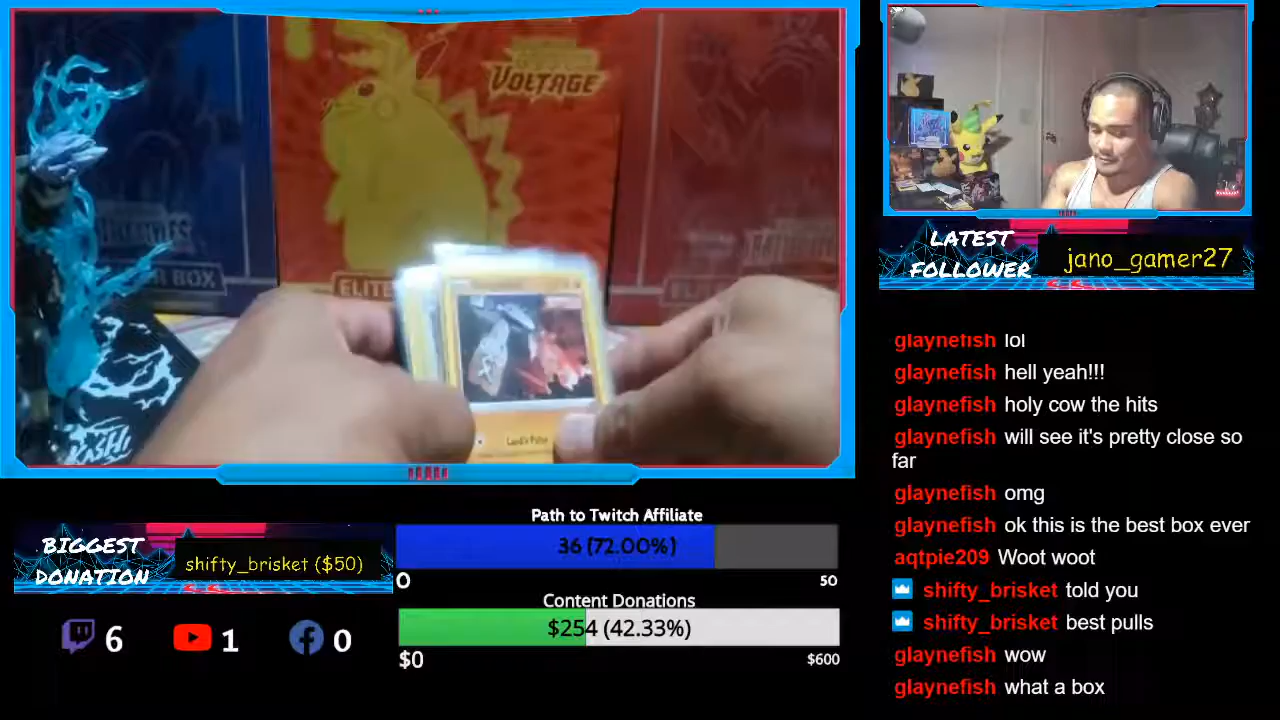 VOLTAGE
ELITE
R BOX
LATEST
FOLLOWER
jano_gamer27
glaynefish lol
glaynefish hell yeah!!!
glaynefish holy cow the hits
glaynefish will see it's pretty close so
far
glaynefish omg
glaynefish ok this is the best box ever
aqtpie209 Woot woot
shifty_brisket told you
shifty_brisket best pulls
glaynefish wow
glaynefish what a box
BIGGEST
DONATION
shifty_brisket ($50)
Path to Twitch Affiliate
36 (72.00%)
0
50
Content Donations
$254 (42.33%)
$0
$600
6
1
0